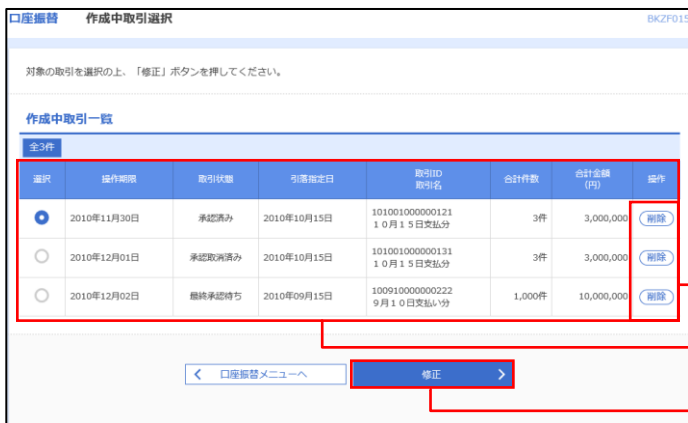 口座振替 作成中取引選択 BKZF015
対象の取引を選択の上、「修正」ボタンを押してください。
作成中取引一覧
全3件
選択 操作期限 取引状態 引落指定日 取引ID 取引名 合計件数 合計金額(円) 操作
2010年11月30日 承認済み 2010年10月15日 101001000000121 3件 3,000,000 削除
10月15日支払分
2010年12月01日 承認取消済み 2010年10月15日 101001000000131 3件 3,000,000 削除
10月15日支払分
2010年12月02日 最終承認待ち 2010年09月15日 100910000000222 1,000件 10,000,000 削除
9月10日支払い分
口座振替メニューへ 修正